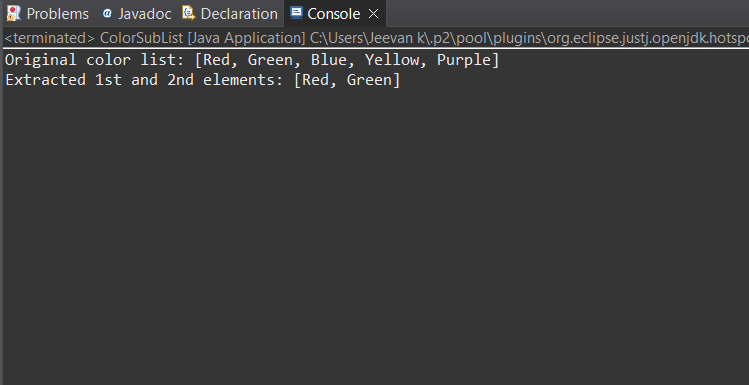 Problems Javadoc Declaration Console
<terminated> ColorSubList [Java Application] C:\Users\Jeevan k\.p2\pool\plugins\org.eclipse.justj.openjdk.hotspo
Original color list: [Red, Green, Blue, Yellow, Purple]
Extracted 1st and 2nd elements: [Red, Green]